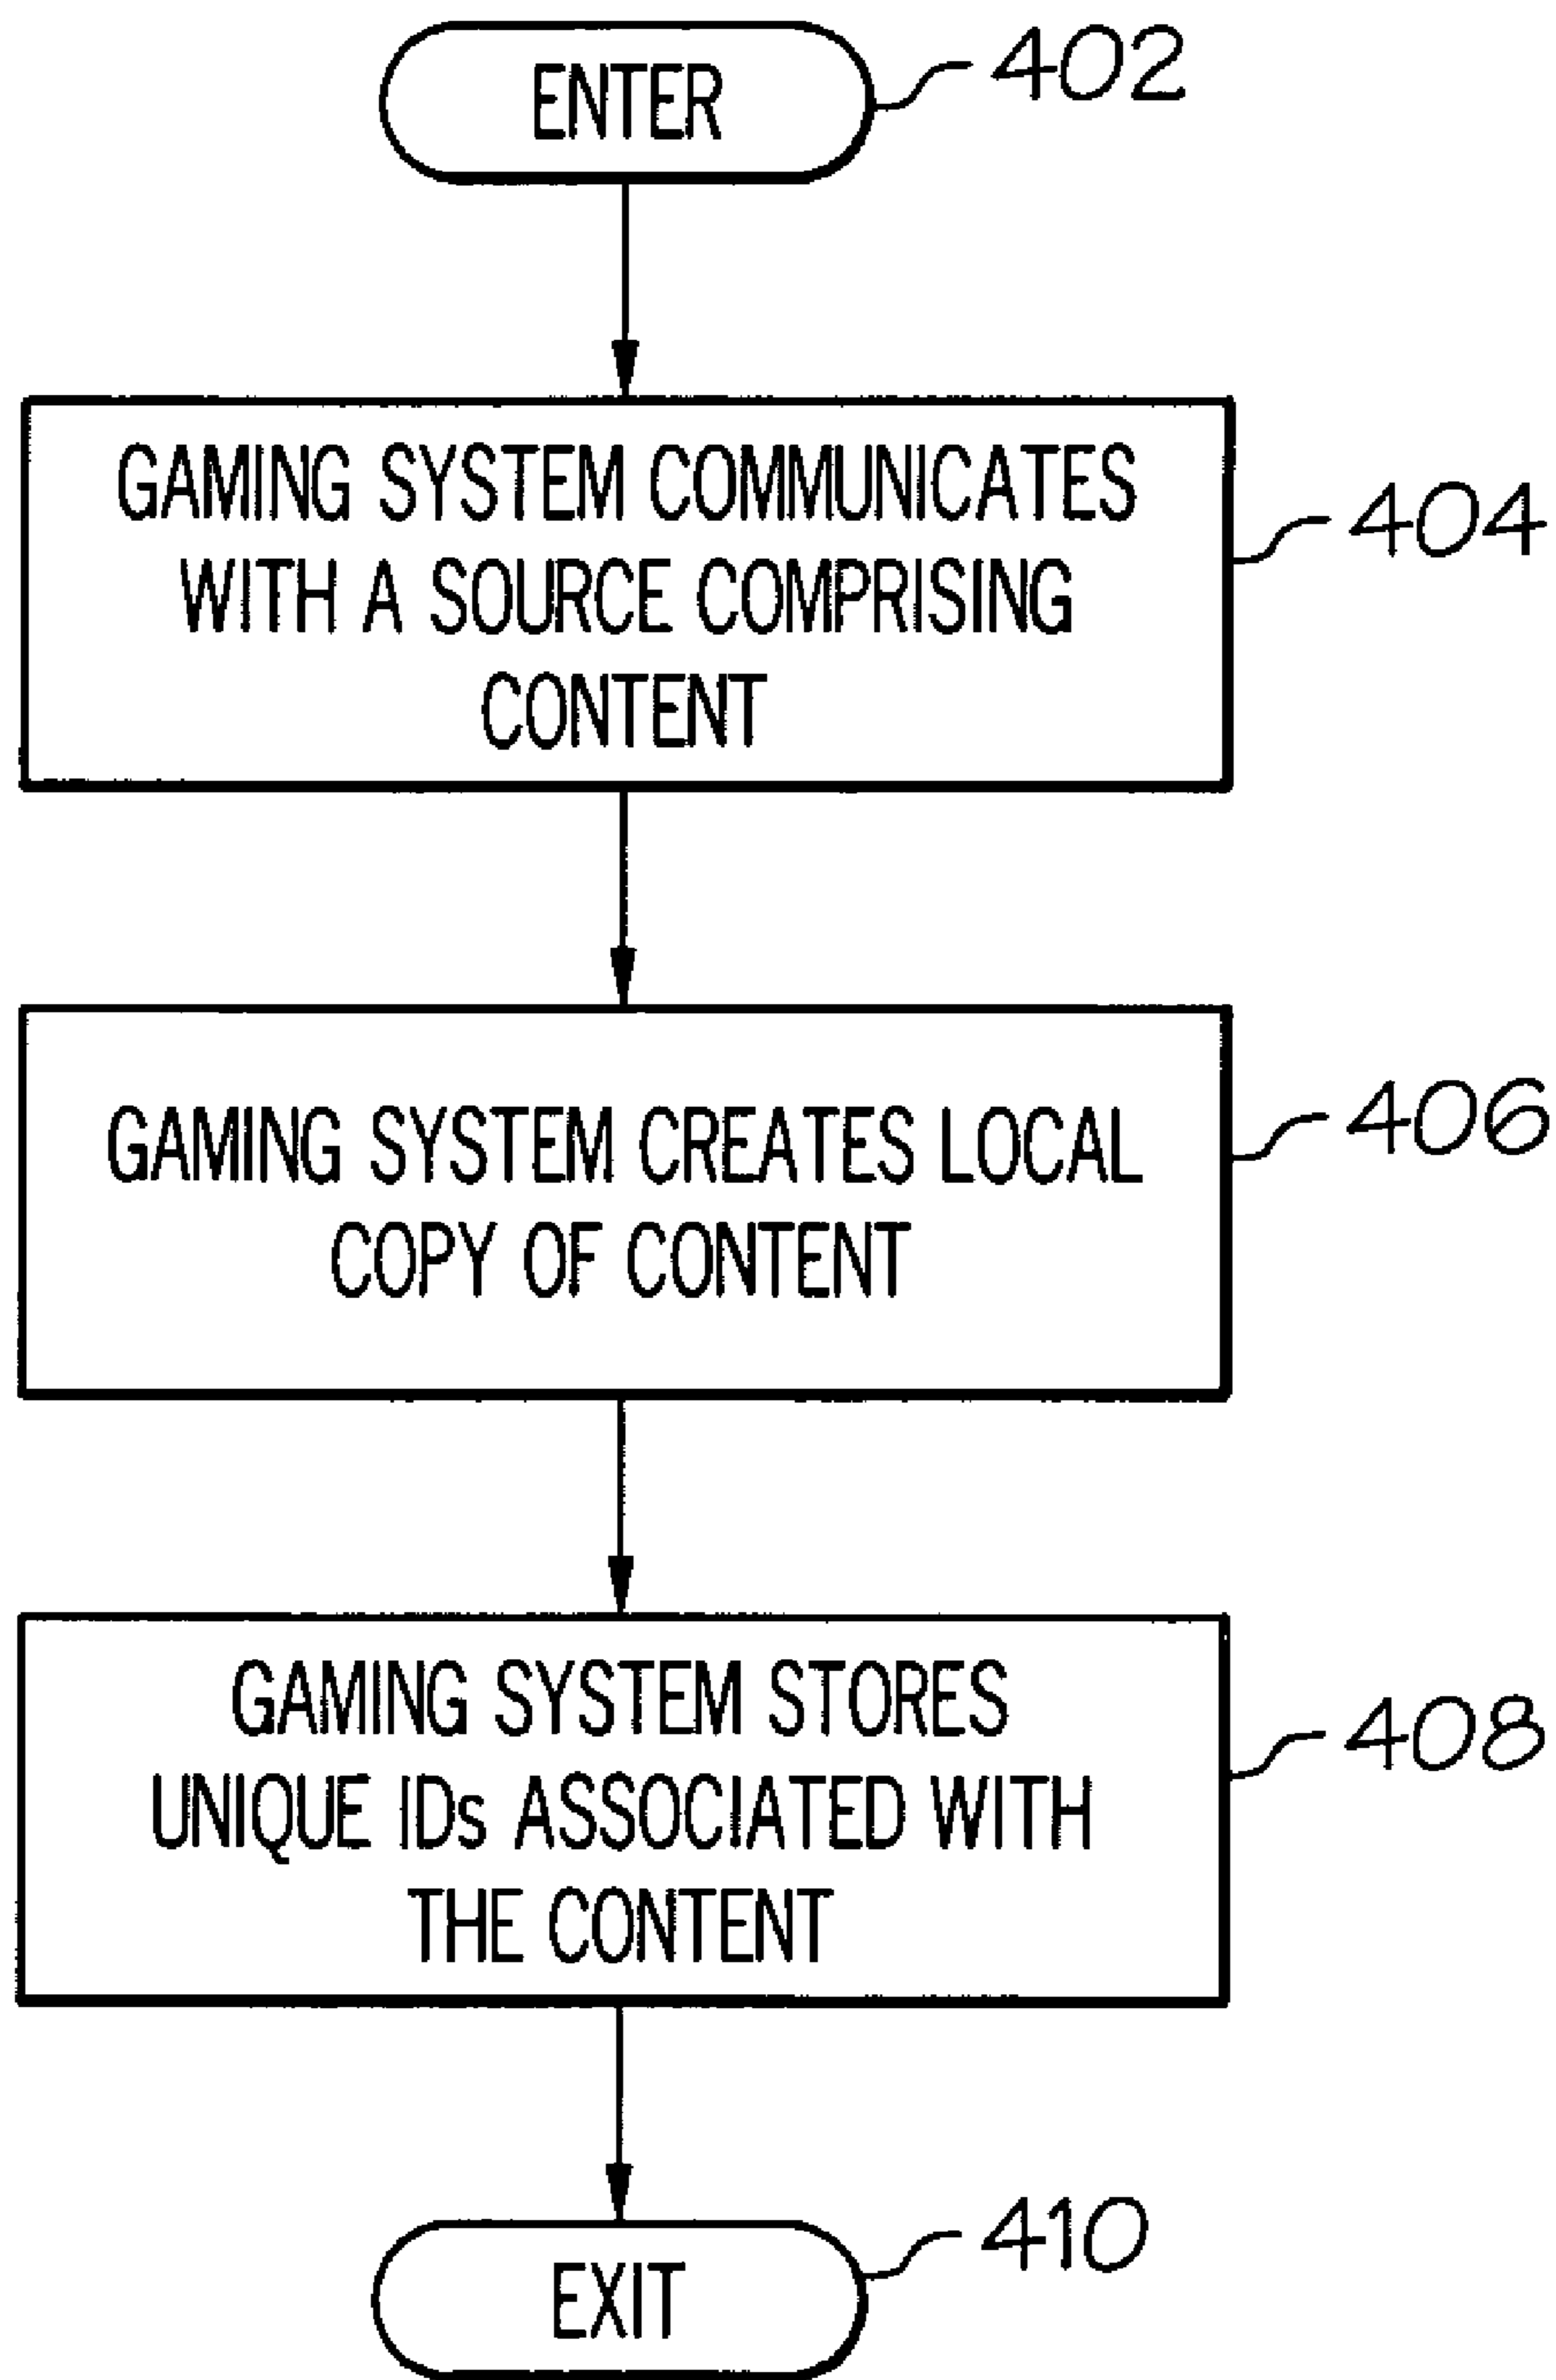 ENTER
402
GAMING SYSTEM COMMUNICATES
WITH A SOURCE COMPRISING
CONTENT
404
GAMING SYSTEM CREATES LOCAL
COPY OF CONTENT
406
GAMING SYSTEM STORES
UNIQUE IDs ASSOCIATED WITH
THE CONTENT
408
EXIT
410